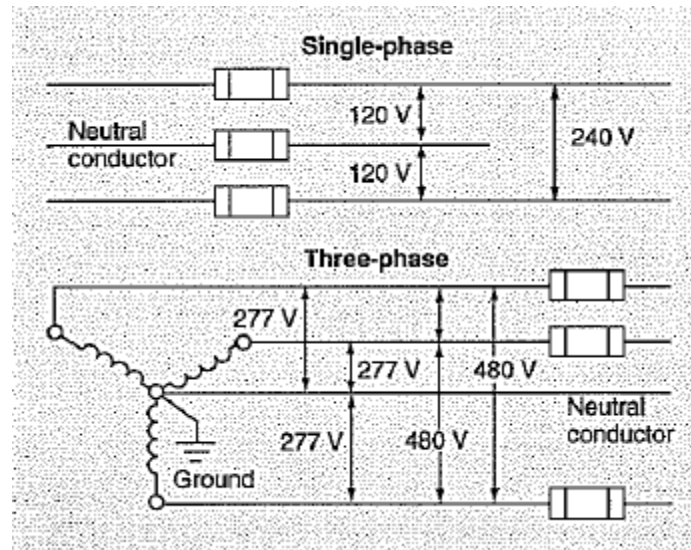 Single-phase
120 V
Neutral
conductor
240 V
120 V
Three-phase
277 V
277 V
480 V
Neutral
conductor
277 V
480 V
Ground